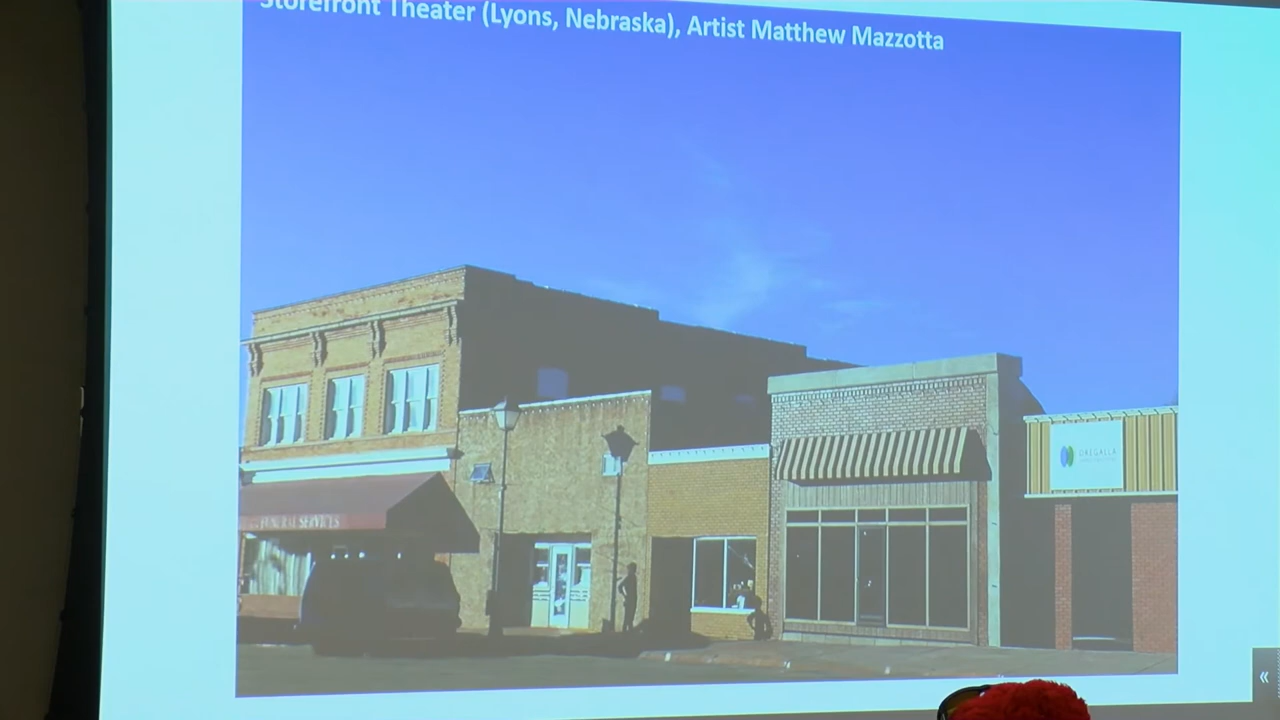 Storefront Theater (Lyons, Nebraska), Artist Matthew Mazzotta
FUNERAL SERVICES
«